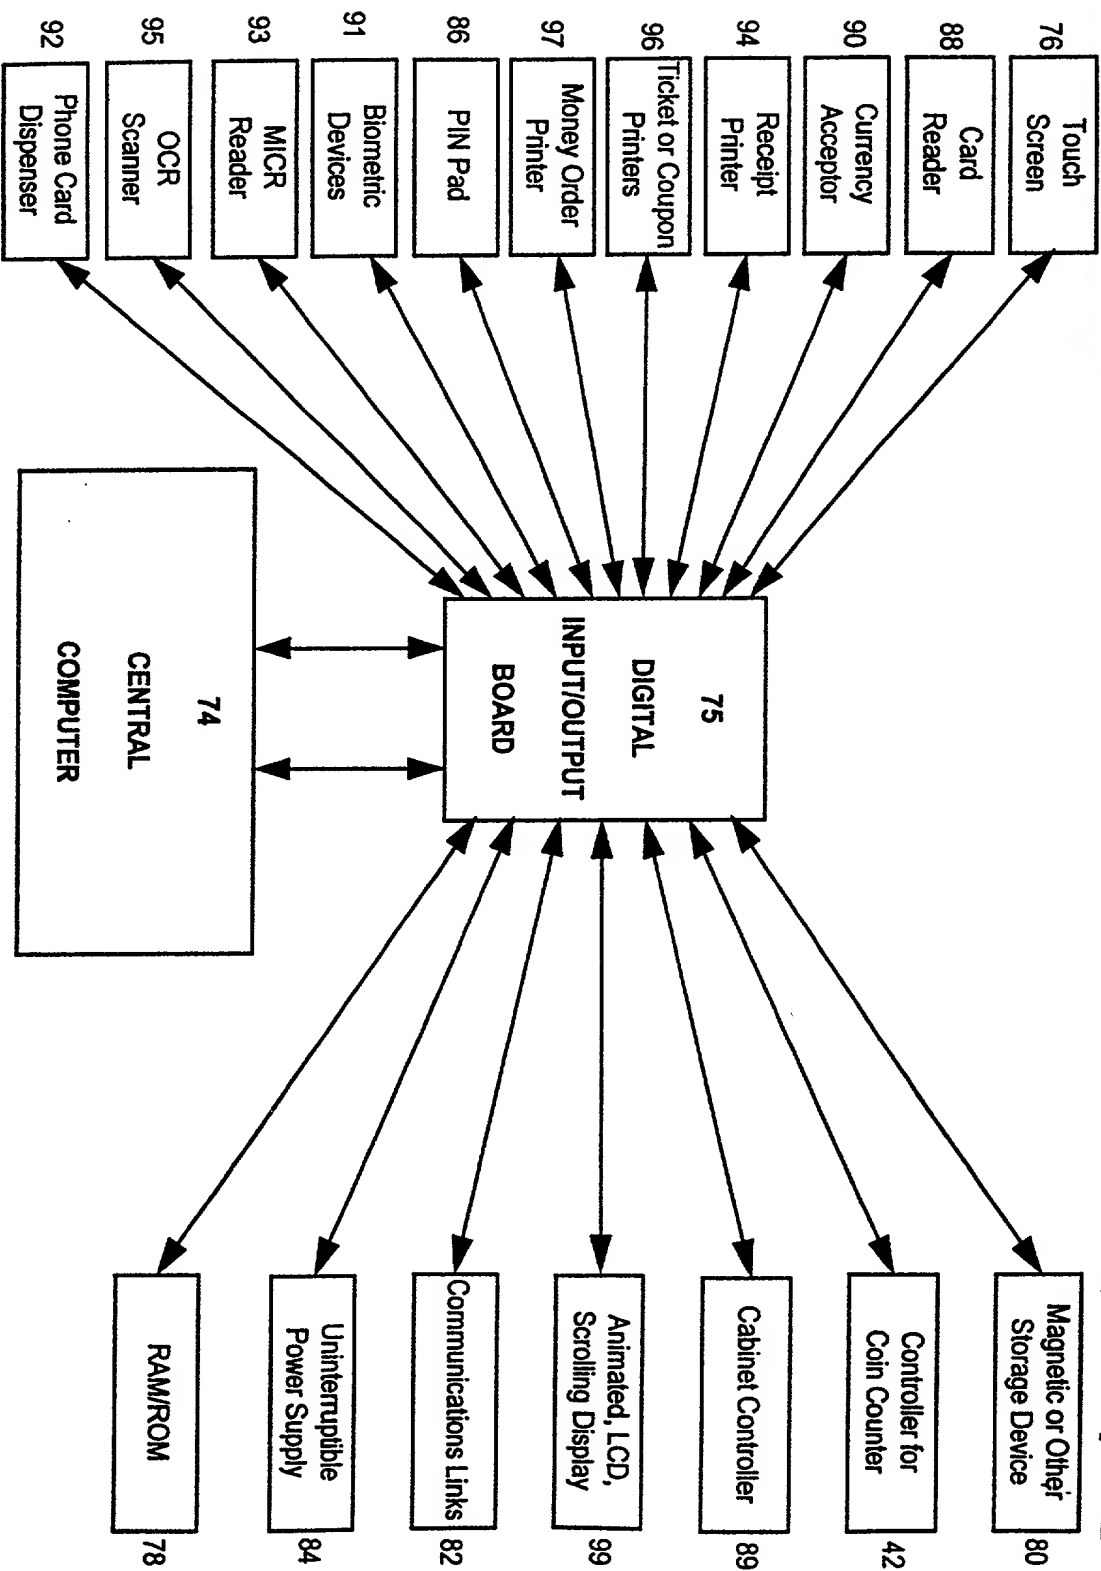 76
Touch
Screen
88
Card
Reader
90
Currency
Acceptor
94
Receipt
Printer
96
Ticket or Coupon
Printers
97
Money Order
Printer
86
PIN Pad
91
Biometric
Devices
93
MICR
Reader
95
OCR
Scanner
92
Phone Card
Dispenser
75
DIGITAL
INPUT/OUTPUT
BOARD
74
CENTRAL
COMPUTER
Magnetic or Other
Storage Device
80
Controller for
Coin Counter
42
Cabinet Controller
89
Animated, LCD,
Scrolling Display
99
Communications Links
82
Uninterruptible
Power Supply
84
RAM/ROM
78